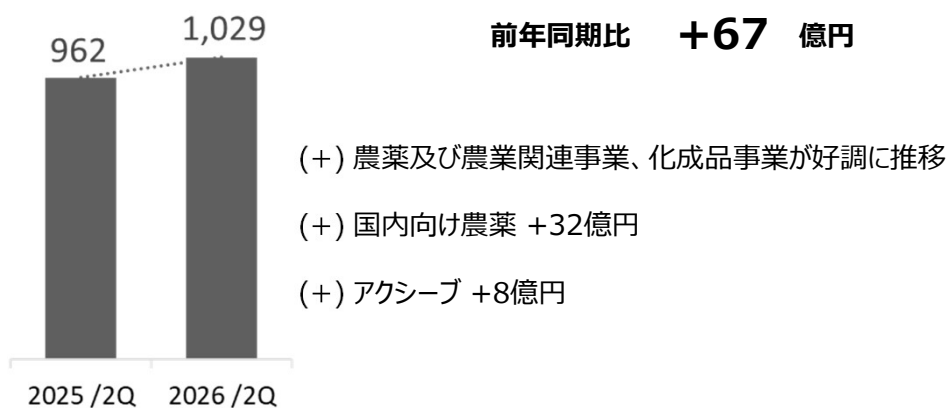 前年同期比 +67 億円
962
1,029
(+) 農薬及び農業関連事業、化成品事業が好調に推移
(+) 国内向け農薬 +32億円
(+) アクシーブ +8億円
2025 /2Q
2026 /2Q